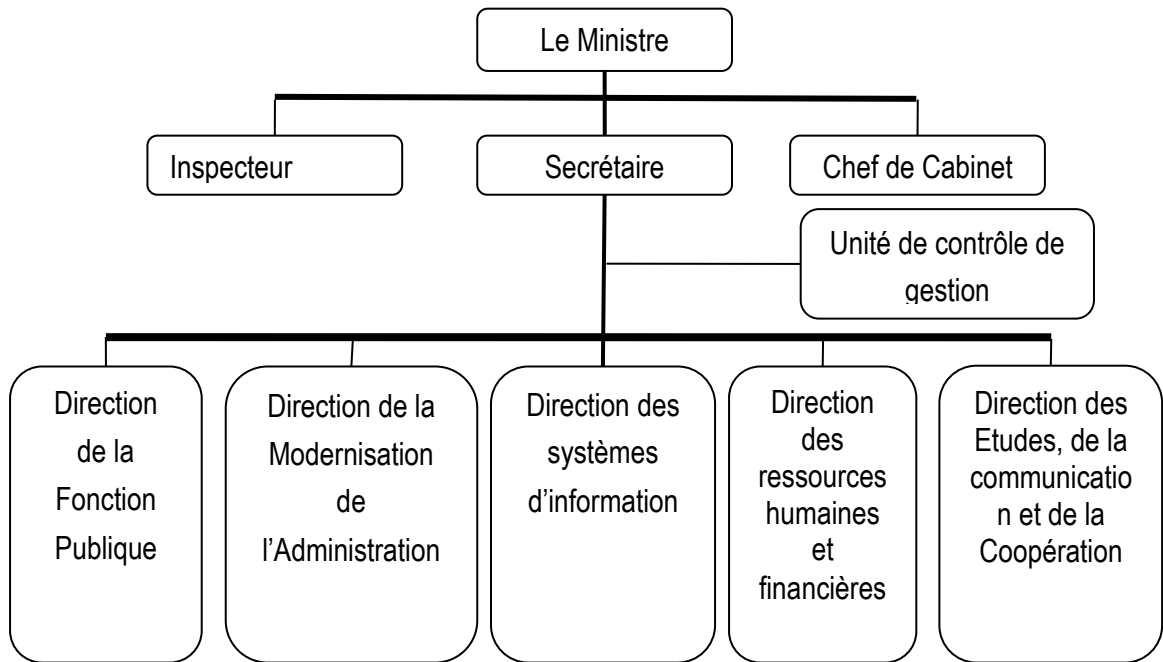 Le Ministre
Inspecteur
Secrétaire
Chef de Cabinet
Unité de contrôle de
gestion
Direction
de la
Fonction
Publique
Direction de la
Modernisation
de
l’Administration
Direction des
systèmes
d’information
Direction
des
ressources
humaines
et
financières
Direction des
Etudes, de la
communicatio
n et de la
Coopération